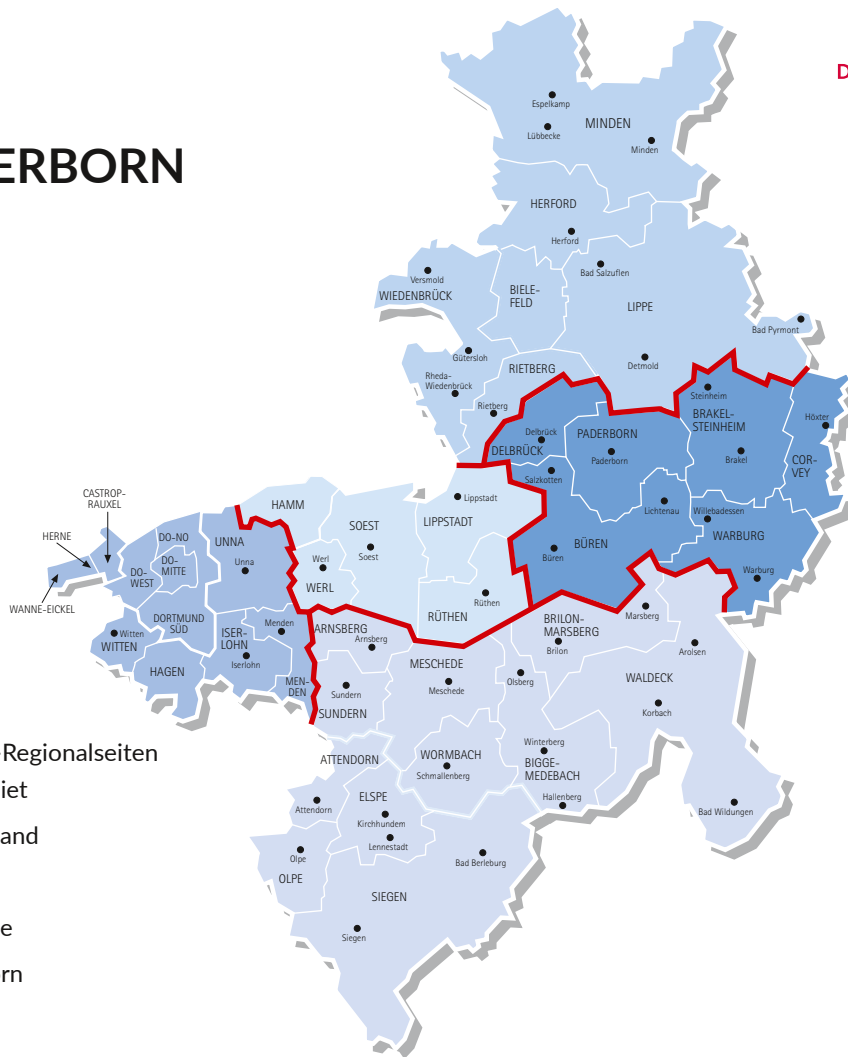 D
ERBORN
Espelkamp
MINDEN
Lübbecke
Minden
HERFORD
Herford
Bad Salzuflen
Versmold
WIEDENBRÜCK
BIELE-
FELD
LIPPE
Bad Pyrmont
Gütersloh
Detmold
RIETBERG
Rheda-
Wiedenbrück
Steinheim
Rietberg
BRAKEL-
STEINHEIM
Höxter
Delbrück
PADERBORN
DELBRÜCK
Paderborn
Brakel
COR-
VEY
Salzkotten
CASTROP-
RAUXEL
HAMM
Lippstadt
LIPPSTADT
Lichtenau
Willebadessen
SOEST
Soest
HERNE
DO-NO
UNNA
WARBURG
BÜREN
Büren
DO-
MITTE
DO-
WEST
Unna
Werl
WERL
Warburg
WANNE-EICKEL
RÜTHEN
Rüthen
Marsberg
DORTMUND
SÜD
ISER-
LOHN
Menden
ARNSBERG
Arnsberg
BRILON-
MARSBERG
Brilon
Witten
WITTEN
Arolsen
Iserlohn
HAGEN
MESCHEDE
Meschede
Olsberg
WALDECK
MEN-
DEN
Sundern
SUNDERN
Korbach
-Regionalseiten
iet
and
e
orn
ATTENDORN
WORMBACH
Schmallenberg
Winterberg
BIGGE-
MEDEBACH
Hallenberg
ELSPE
Attendorn
Kirchhundem
Lennestadt
Bad Wildungen
Olpe
OLPE
Bad Berleburg
SIEGEN
Siegen